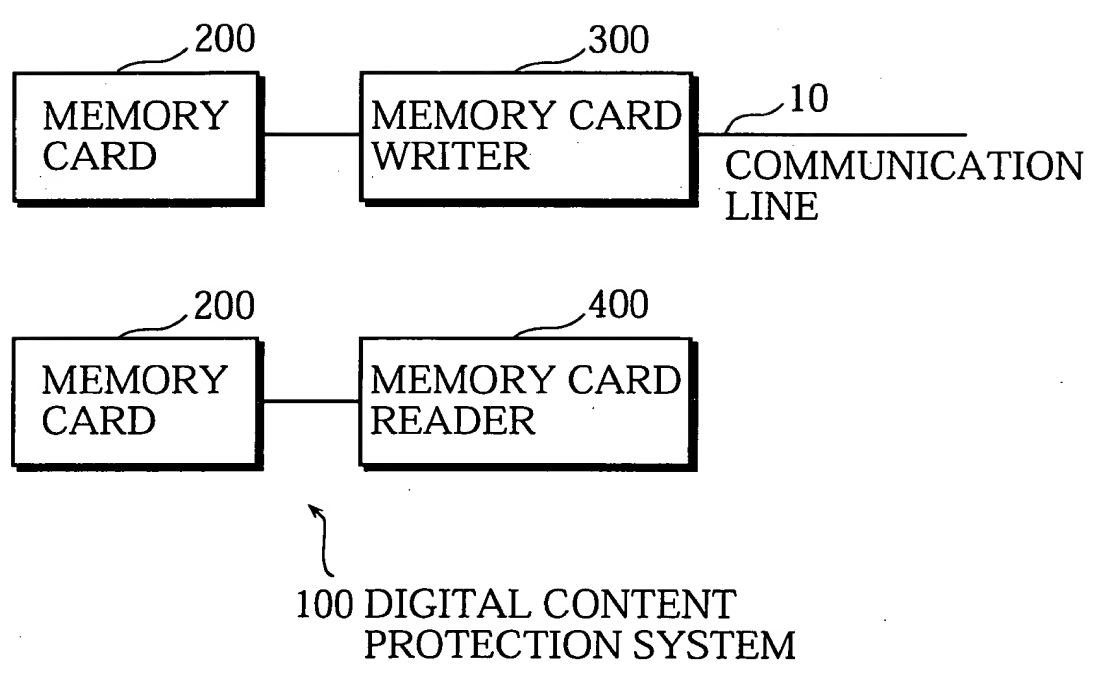 200
300
MEMORY
CARD
MEMORY CARD
WRITER
10
COMMUNICATION
LINE
200
400
MEMORY
CARD
MEMORY CARD
READER
100 DIGITAL CONTENT
PROTECTION SYSTEM